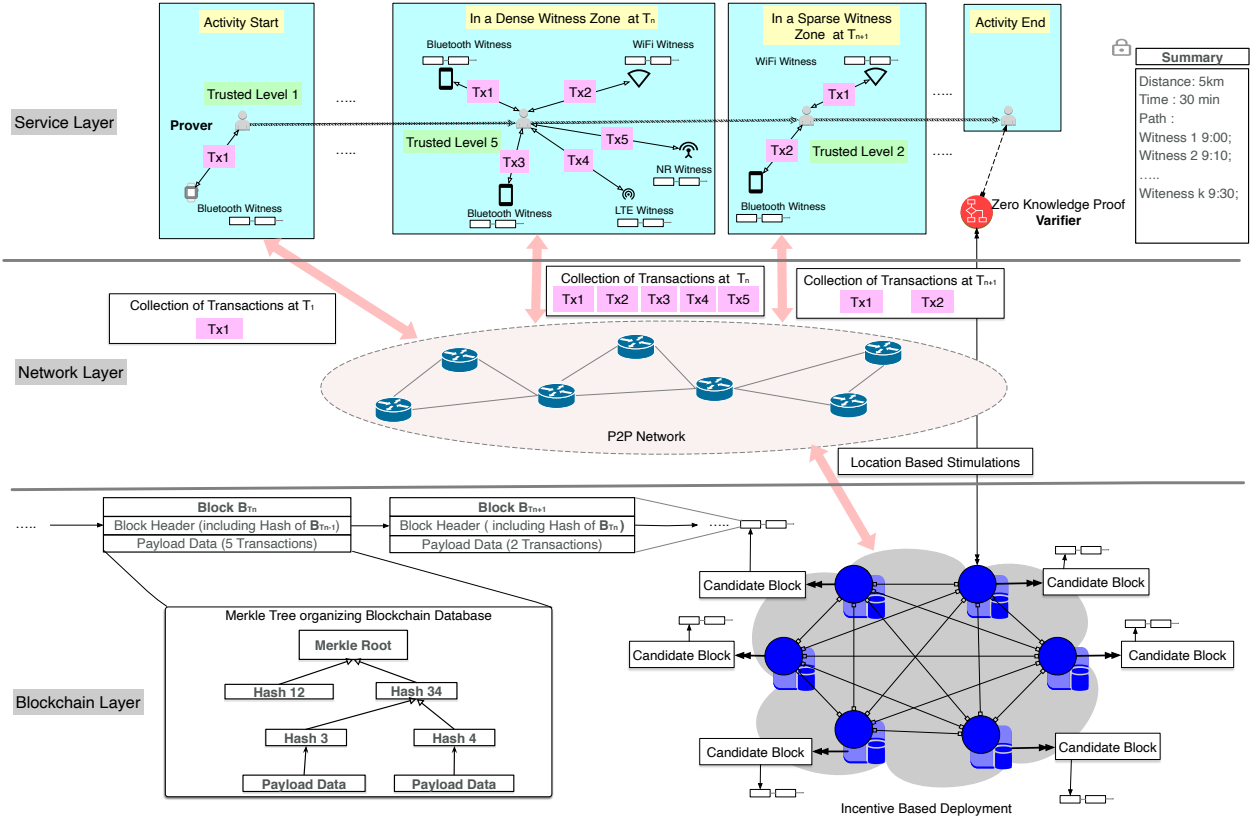 Activity Start
In a Dense Witness Zone at Tn
In a Sparse Witness
Zone at Tn+1
Activity End
Summary
Distance: 5km
Time : 30 min
Path :
Witness 1 9:00;
Witness 2 9:10;
.....
Witeness k 9:30;
Service Layer
Trusted Level 1
Prover
Tx1
Bluetooth Witness
.....
.....
Bluetooth Witness
WiFi Witness
Tx1
Tx2
Trusted Level 5
Tx3
Tx4
Tx5
NR Witness
Bluetooth Witness
LTE Witness
WiFi Witness
Tx1
Tx2
Trusted Level 2
Bluetooth Witness
.....
.....
Zero Knowledge Proof
Varifier
Network Layer
Collection of Transactions at T1
Tx1
Collection of Transactions at Tn
Tx1 Tx2 Tx3 Tx4 Tx5
Collection of Transactions at Tn+1
Tx1 Tx2
P2P Network
Location Based Stimulations
Blockchain Layer
.....
Block BTn
Block Header (including Hash of BTn-1)
Payload Data (5 Transactions)
Block BTn+1
Block Header ( including Hash of BTn)
Payload Data (2 Transactions)
.....
Merkle Tree organizing Blockchain Database
Merkle Root
Hash 12
Hash 34
Hash 3
Hash 4
Payload Data
Payload Data
Candidate Block
Candidate Block
Candidate Block
Candidate Block
Candidate Block
Candidate Block
Incentive Based Deployment